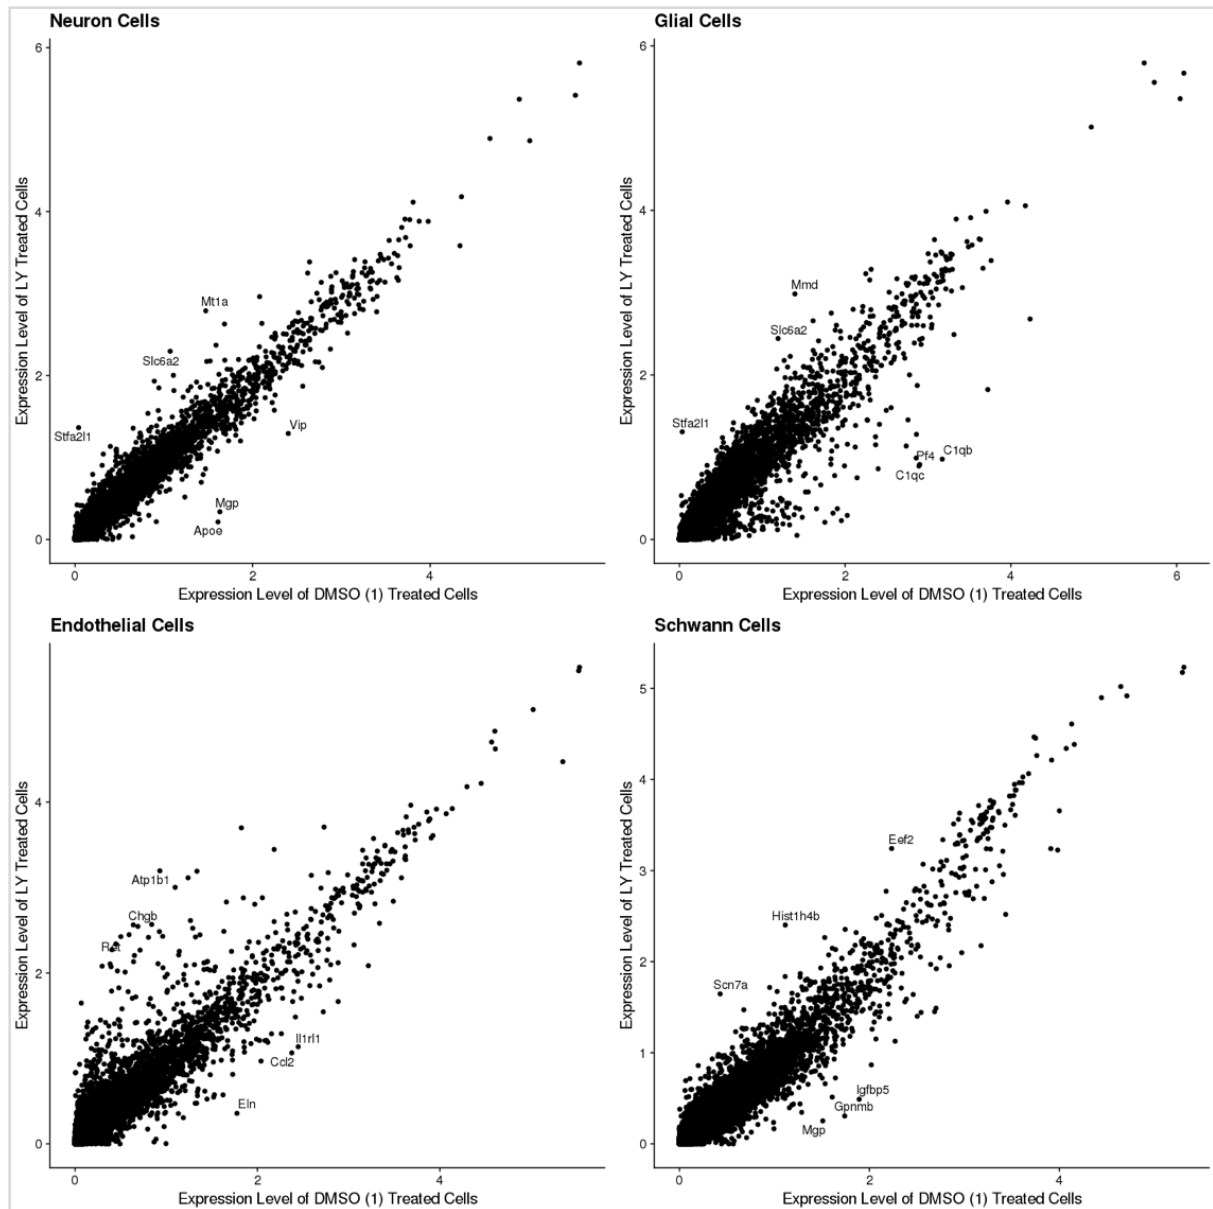 Neuron Cells
Expression Level of LY Treated Cells
6
4
2
0
Mt1a
Slc6a2
Stfa2l1
Vip
Mgp
Apoe
0
2
4
Expression Level of DMSO (1) Treated Cells
Glial Cells
Expression Level of LY Treated Cells
6
4
2
0
Mmd
Slc6a2
Stfa2l1
Pf4
C1qb
C1qc
0
2
4
6
Expression Level of DMSO (1) Treated Cells
Endothelial Cells
Expression Level of LY Treated Cells
4
2
0
Atp1b1
Chgb
Ret
Il1rl1
Ccl2
Eln
0
2
4
Expression Level of DMSO (1) Treated Cells
Schwann Cells
Expression Level of LY Treated Cells
5
4
3
2
1
0
Eef2
Hist1h4b
Scn7a
Igfbp5
Gpnmb
Mgp
0
2
4
Expression Level of DMSO (1) Treated Cells